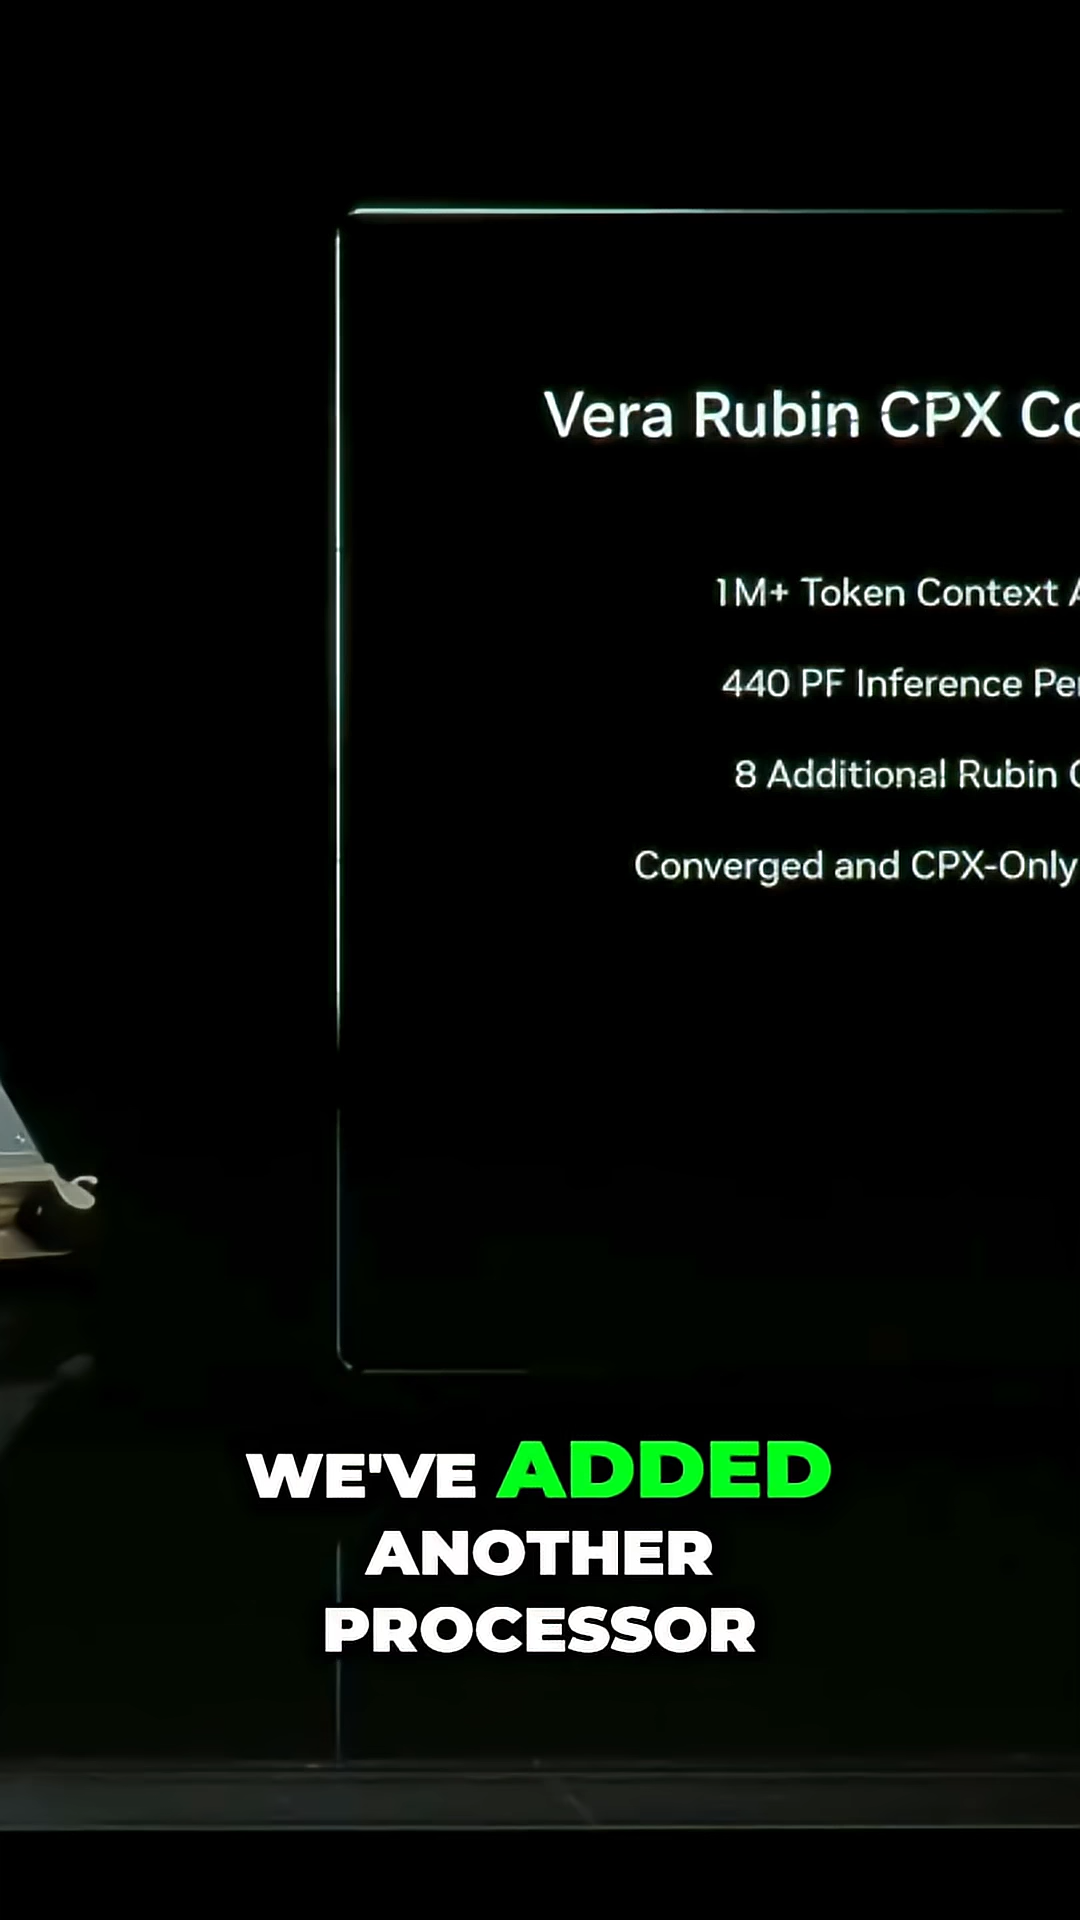 Vera Rubin CPX
1M+ Token Context
440 PF Inference
8 Additional Rubin
Converged and CPX-Only
WE'VE ADDED
ANOTHER
PROCESSOR